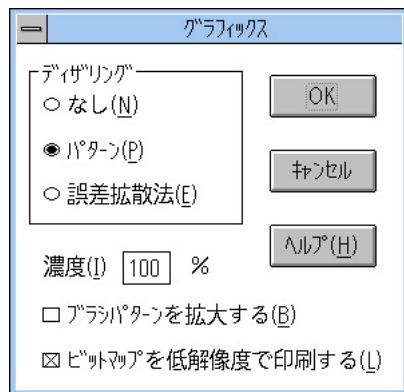 グラフィックス
ディザリング
なし(N)
パターン(P)
誤差拡散法(E)
OK
キャンセル
ヘルプ(H)
濃度(I) 100 %
ブラシパターンを拡大する(B)
ビットマップを低解像度で印刷する(L)